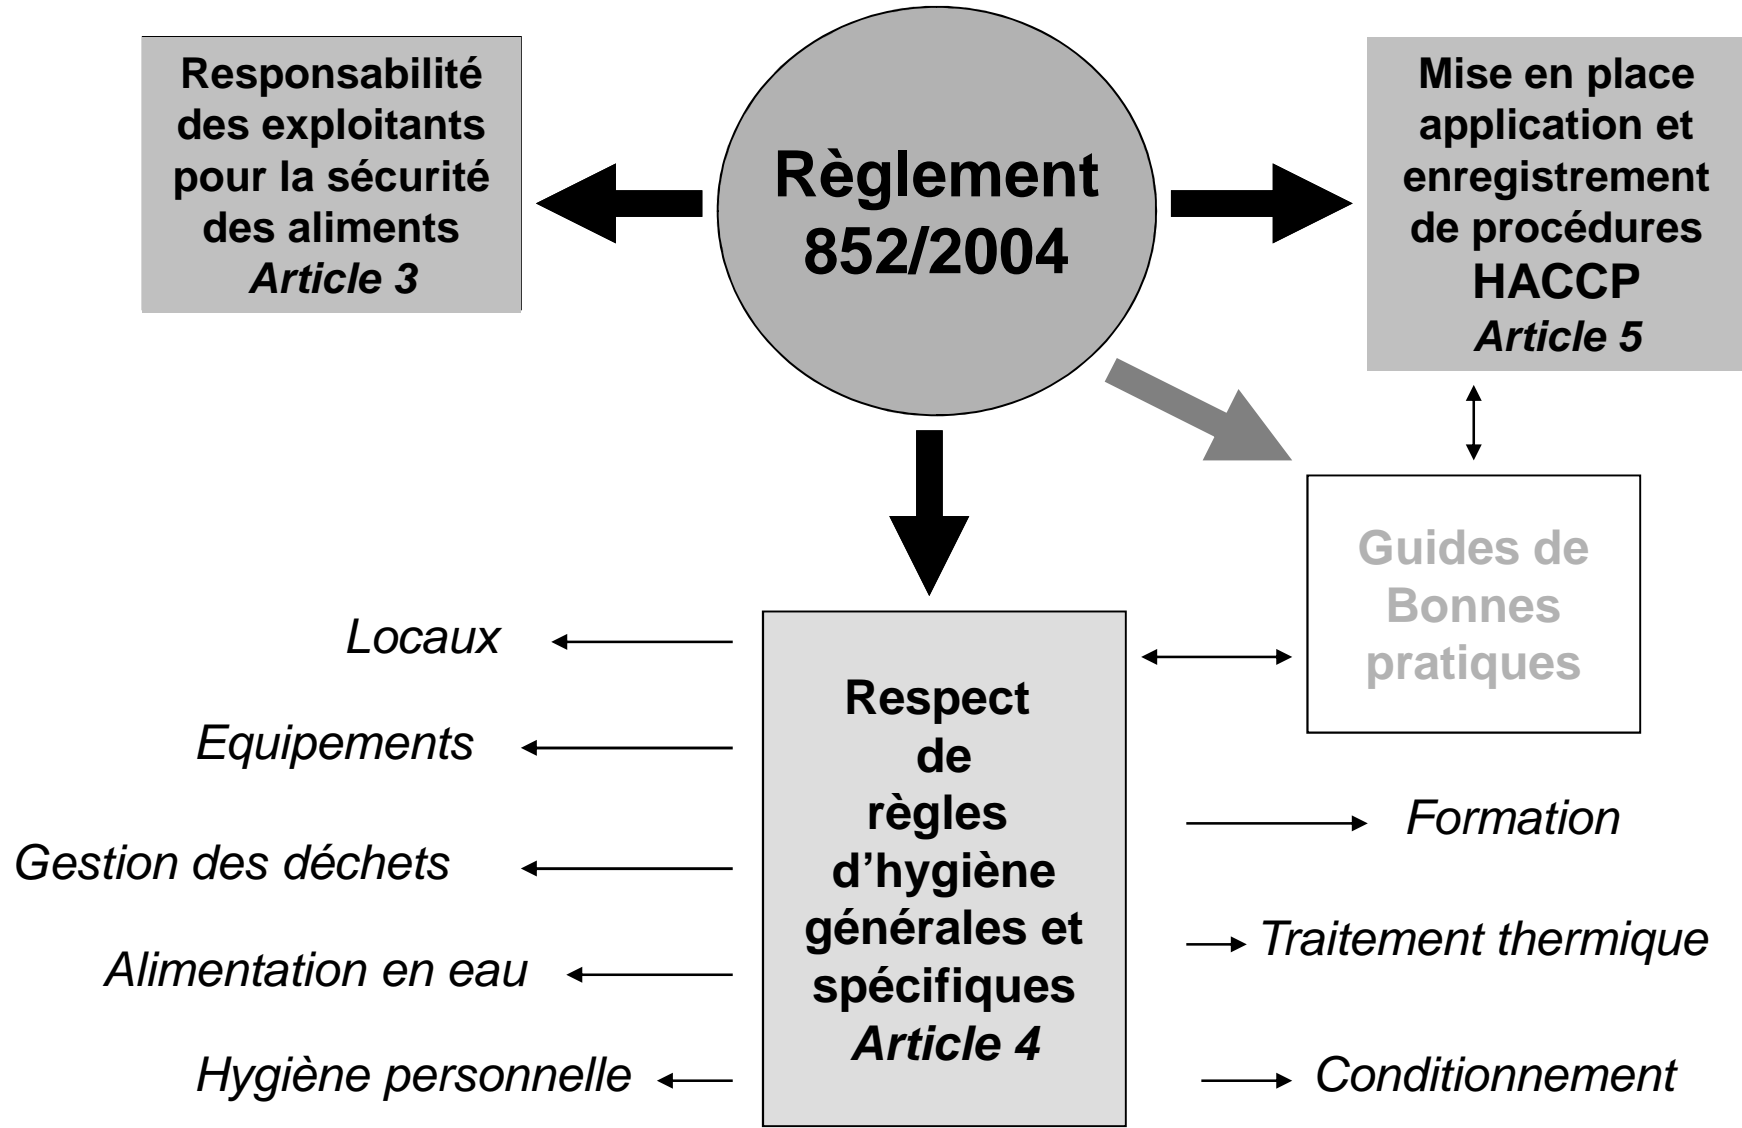 Responsabilité
des exploitants
pour la sécurité
des aliments
Article 3
Règlement
852/2004
Mise en place
application et
enregistrement
de procédures
HACCP
Article 5
Guides de
Bonnes
pratiques
Locaux
Equipements
Gestion des déchets
Alimentation en eau
Hygiène personnelle
Respect
de
règles
d’hygiène
générales et
spécifiques
Article 4
Formation
Traitement thermique
Conditionnement